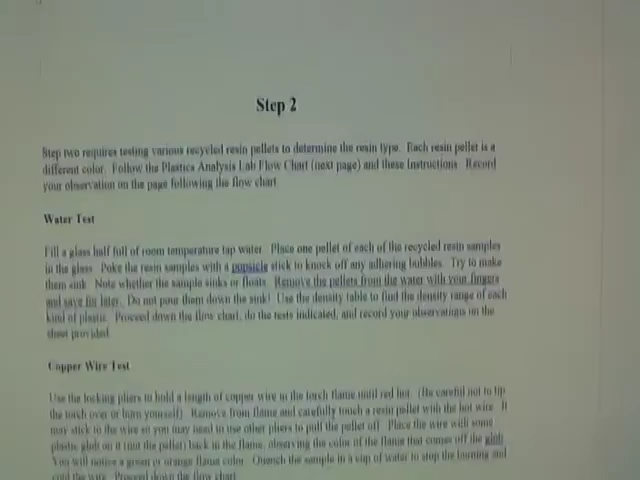 Step 2
Step two requires testing various recycled resin pellets to determine the resin type. Each resin pellet is a
different color. Follow the Plastics Analysis Lab Flow Chart (next page) and these Instructions. Record
your observation on the page following the flow chart
Water Test
Fill a glass half full of room temperature tap water. Place one pellet of each of the recycled resin samples
in the glass. Poke the resin samples with a popsicle stick to knock off any adhering bubbles. Try to make
them sink. Note whether the sample sinks or floats. Remove the pellets from the water with your fingers
and save for later. Do not pour them down the sink! Use the density table to find the density range of each
kind of plastic. Proceed down the flow chart, do the tests indicated, and record your observations on the
sheet provided
Copper Wire Test
Use the locking pliers to hold a length of copper wire in the torch flame until red hot. (Be careful not to tip
the torch over or burn yourself). Remove from flame and carefully touch a resin pellet with the hot wire. It
may stick to the wire so you may need to use other pliers to pull the pellet off. Place the wire with some
plastic glob on it (not the pellet) back in the flame, observing the color of the flame that comes off the glob
You will notice a green or orange flame color. Quench the sample in a cup of water to stop the burning and
cool the wire. Proceed down the flow chart